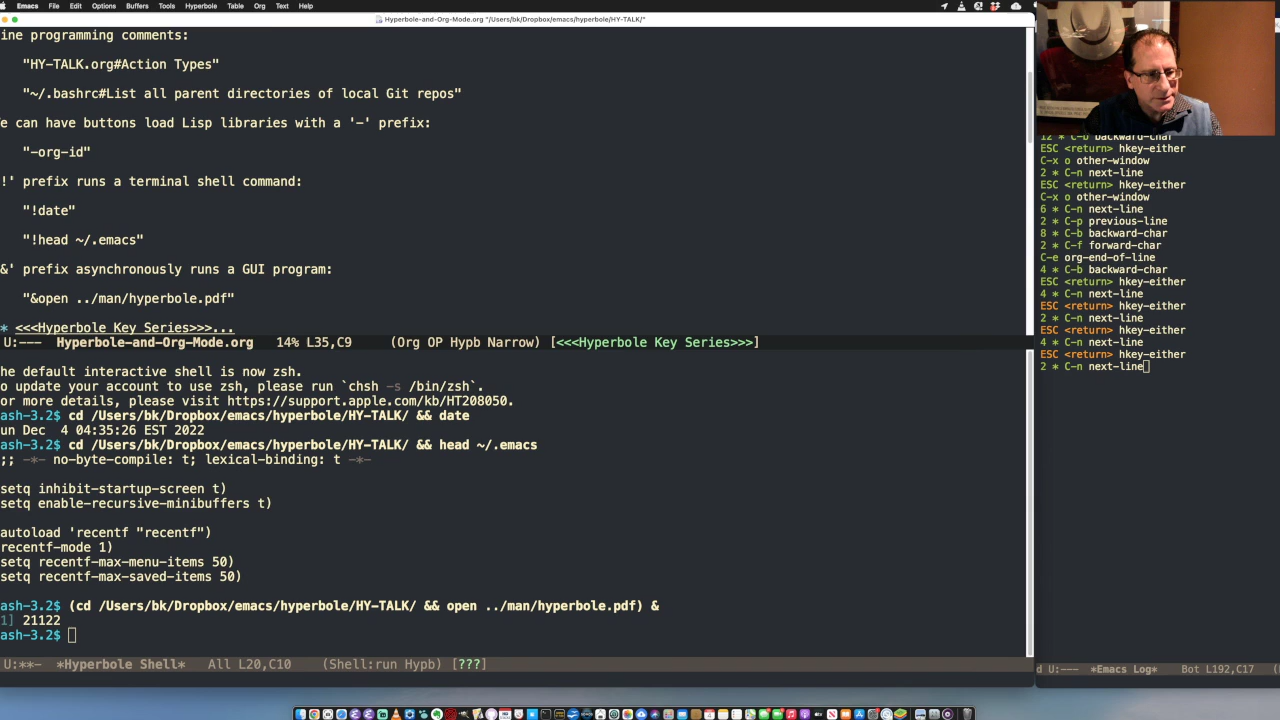 Emacs File Edit Options Buffers Tools Hyperbole Table Org Text Help
Hyperbole-and-Org-Mode.org "/Users/bk/Dropbox/emacs/hyperbole/HY-TALK/"
ine programming comments:
"HY-TALK.org#Action Types"
"~/.bashrc#List all parent directories of local Git repos"
e can have buttons load Lisp libraries with a '-' prefix:
"-org-id"
!' prefix runs a terminal shell command:
"!date"
"!head ~/.emacs"
&' prefix asynchronously runs a GUI program:
"&open ../man/hyperbole.pdf"
* <<<Hyperbole Key Series>>>...
U:--- Hyperbole-and-Org-Mode.org 14% L35,C9 (Org OP Hypb Narrow) [<<<Hyperbole Key Series>>>]
he default interactive shell is now zsh.
o update your account to use zsh, please run `chsh -s /bin/zsh`.
or more details, please visit https://support.apple.com/kb/HT208050.
ash-3.2$ cd /Users/bk/Dropbox/emacs/hyperbole/HY-TALK/ && date
un Dec 4 04:35:26 EST 2022
ash-3.2$ cd /Users/bk/Dropbox/emacs/hyperbole/HY-TALK/ && head ~/.emacs
;; -*- no-byte-compile: t; lexical-binding: t -*-
setq inhibit-startup-screen t)
setq enable-recursive-minibuffers t)
autoload 'recentf "recentf")
recentf-mode 1)
setq recentf-max-menu-items 50)
setq recentf-max-saved-items 50)
ash-3.2$ (cd /Users/bk/Dropbox/emacs/hyperbole/HY-TALK/ && open ../man/hyperbole.pdf) &
1] 21122
ash-3.2$
U:**- *Hyperbole Shell* All L20,C10 (Shell:run Hypb) [???]
12 * C-b backward-char
ESC <return> hkey-either
C-x o other-window
2 * C-n next-line
ESC <return> hkey-either
C-x o other-window
6 * C-n next-line
2 * C-p previous-line
8 * C-b backward-char
2 * C-f forward-char
C-e org-end-of-line
4 * C-b backward-char
ESC <return> hkey-either
4 * C-n next-line
ESC <return> hkey-either
2 * C-n next-line
ESC <return> hkey-either
4 * C-n next-line
ESC <return> hkey-either
2 * C-n next-line
d U:--- *Emacs Log* Bot L192,C17 (